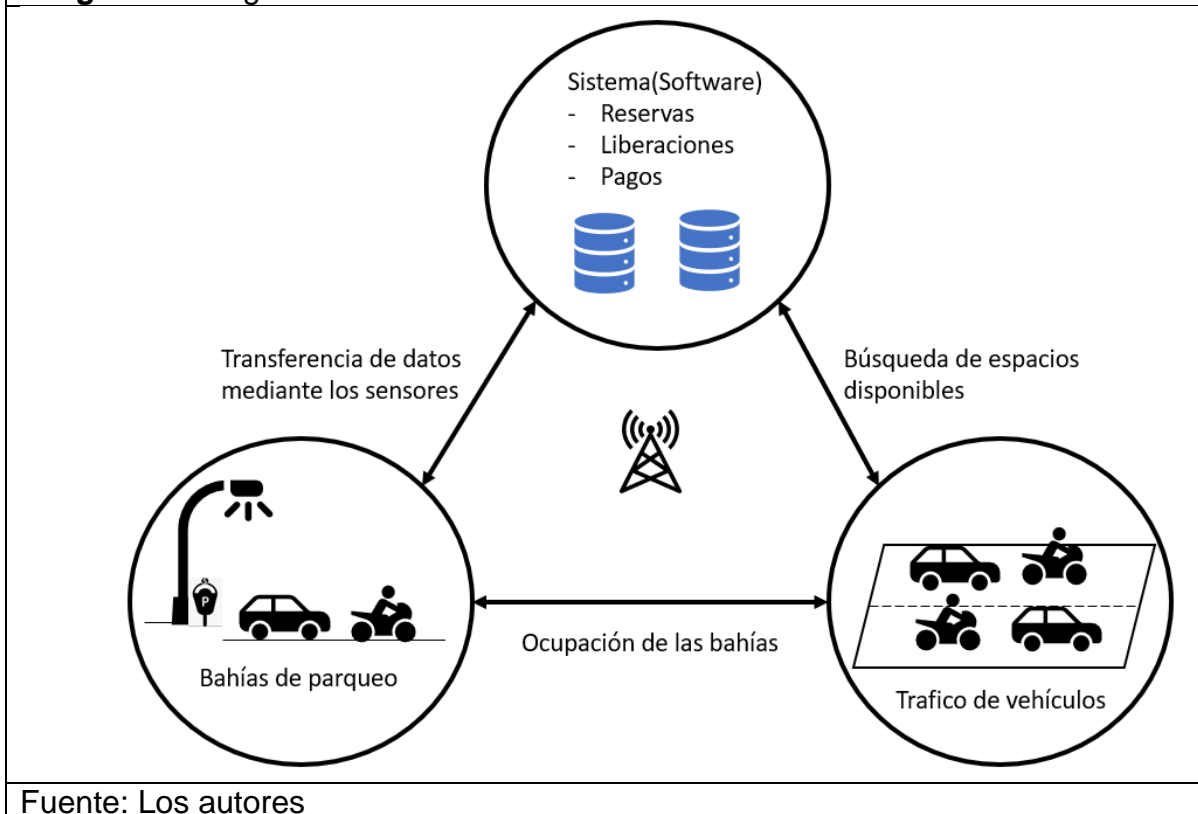 Sistema(Software)
- Reservas
- Liberaciones
- Pagos
Transferencia de datos
mediante los sensores
Búsqueda de espacios
disponibles
P
Ocupación de las bahías
Bahías de parqueo
Trafico de vehículos
Fuente: Los autores